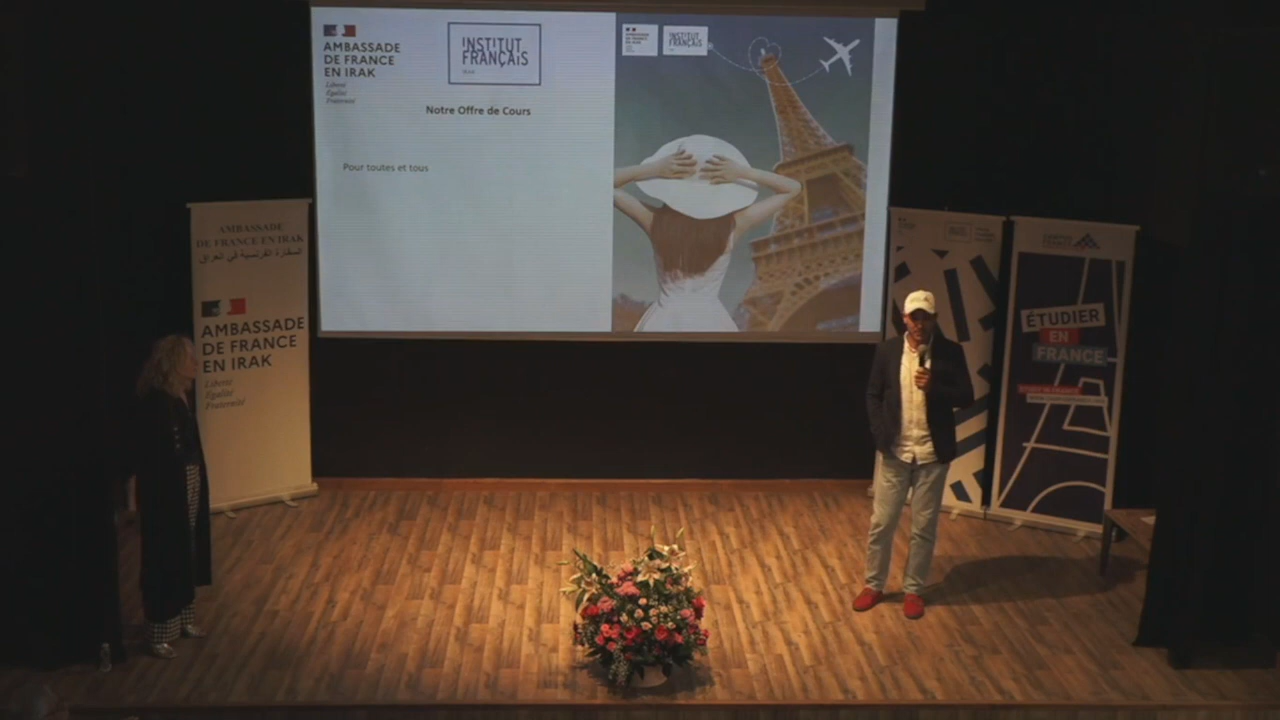 AMBASSADE
DE FRANCE
EN IRAK
Liberté
Égalité
Fraternité
INSTITUT
FRANÇAIS
Notre Offre de Cours
Pour toutes et tous
INSTITUT
FRANÇAIS
AMBASSADE
DE FRANCE EN IRAK
السفارة الفرنسية في العراق
AMBASSADE
DE FRANCE
EN IRAK
Liberté
Égalité
Fraternité
ÉTUDIER
EN
FRANCE